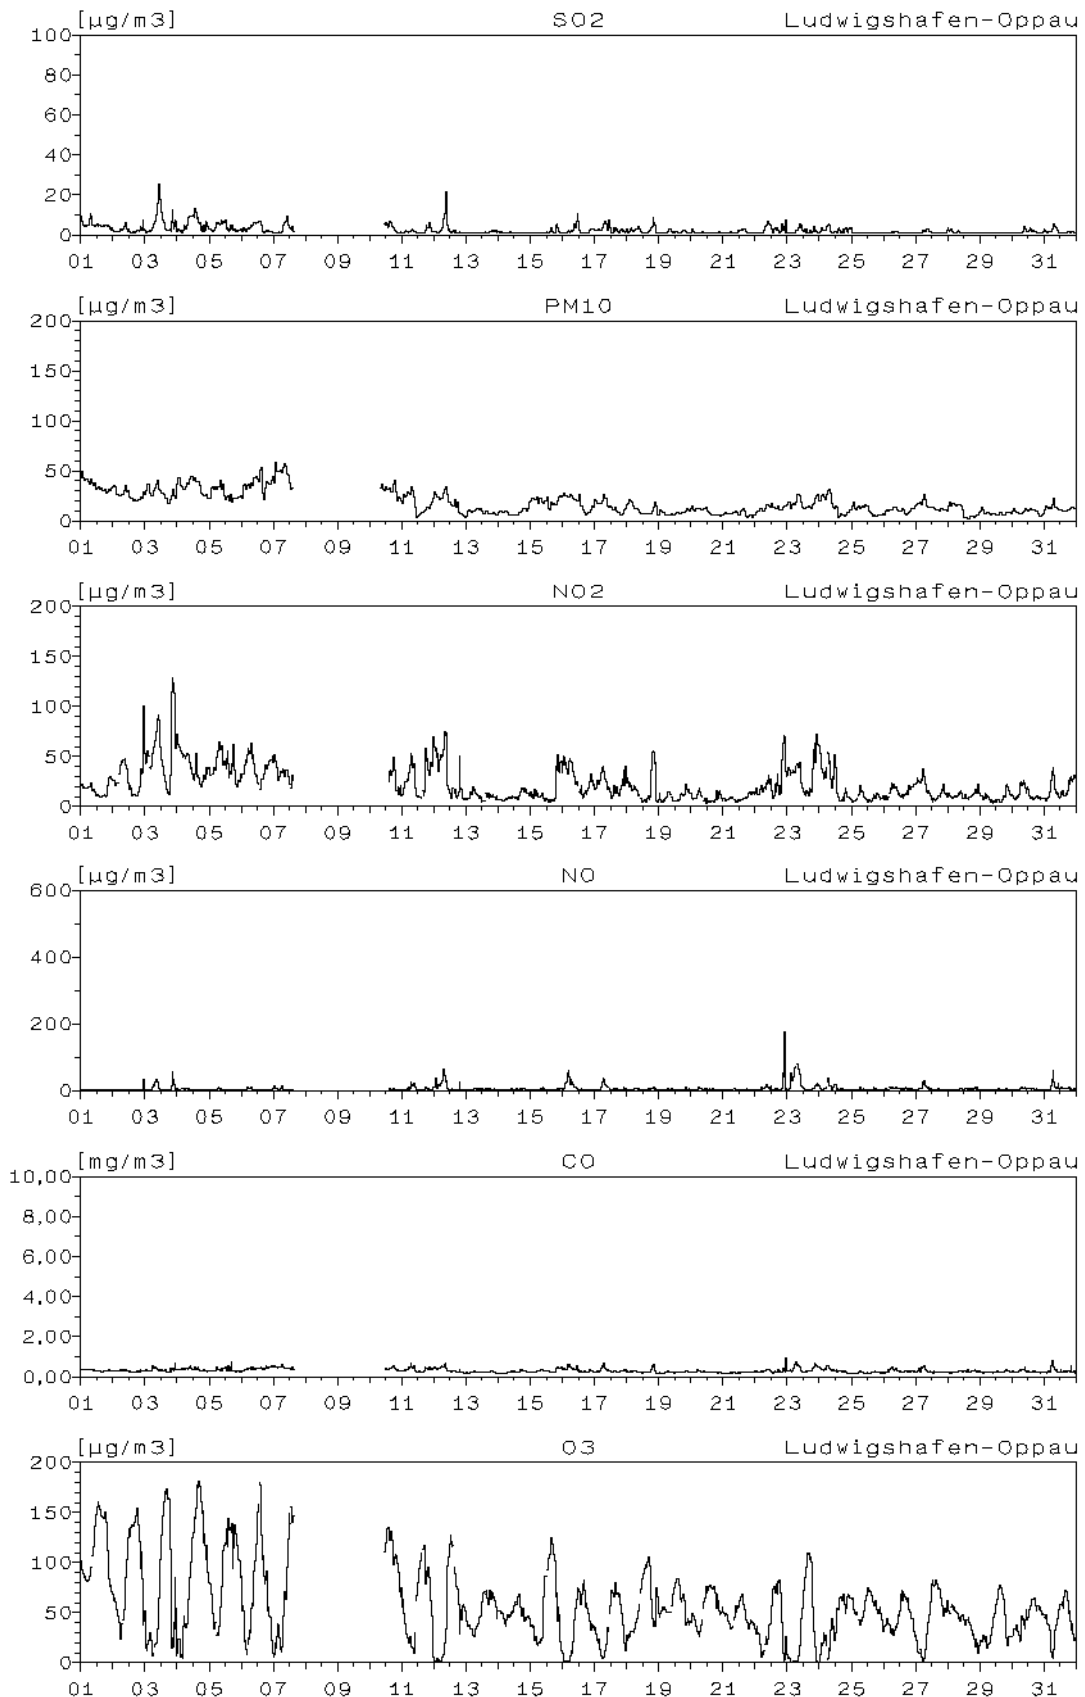 [µg/m3] SO2 Ludwigshafen-Oppau
100
80
60
40
20
0
01 03 05 07 09 11 13 15 17 19 21 23 25 27 29 31
[µg/m3] PM10 Ludwigshafen-Oppau
200
150
100
50
0
01 03 05 07 09 11 13 15 17 19 21 23 25 27 29 31
[µg/m3] NO2 Ludwigshafen-Oppau
200
150
100
50
0
01 03 05 07 09 11 13 15 17 19 21 23 25 27 29 31
[µg/m3] NO Ludwigshafen-Oppau
600
400
200
0
01 03 05 07 09 11 13 15 17 19 21 23 25 27 29 31
[mg/m3] CO Ludwigshafen-Oppau
10,00
8,00
6,00
4,00
2,00
0,00
01 03 05 07 09 11 13 15 17 19 21 23 25 27 29 31
[µg/m3] O3 Ludwigshafen-Oppau
200
150
100
50
0
01 03 05 07 09 11 13 15 17 19 21 23 25 27 29 31